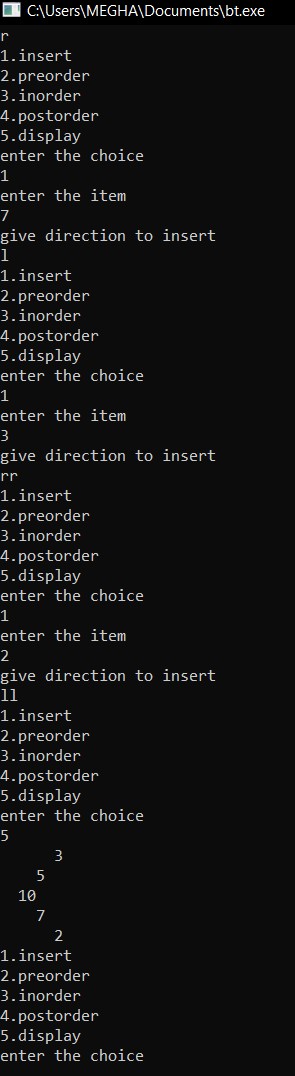 C:\Users\MEGHA\Documents\bt.exe
r
1.insert
2.preorder
3.inorder
4.postorder
5.display
enter the choice
1
enter the item
7
give direction to insert
l
1.insert
2.preorder
3.inorder
4.postorder
5.display
enter the choice
1
enter the item
3
give direction to insert
rr
1.insert
2.preorder
3.inorder
4.postorder
5.display
enter the choice
1
enter the item
2
give direction to insert
ll
1.insert
2.preorder
3.inorder
4.postorder
5.display
enter the choice
5
      3
    5
  10
    7
      2
1.insert
2.preorder
3.inorder
4.postorder
5.display
enter the choice